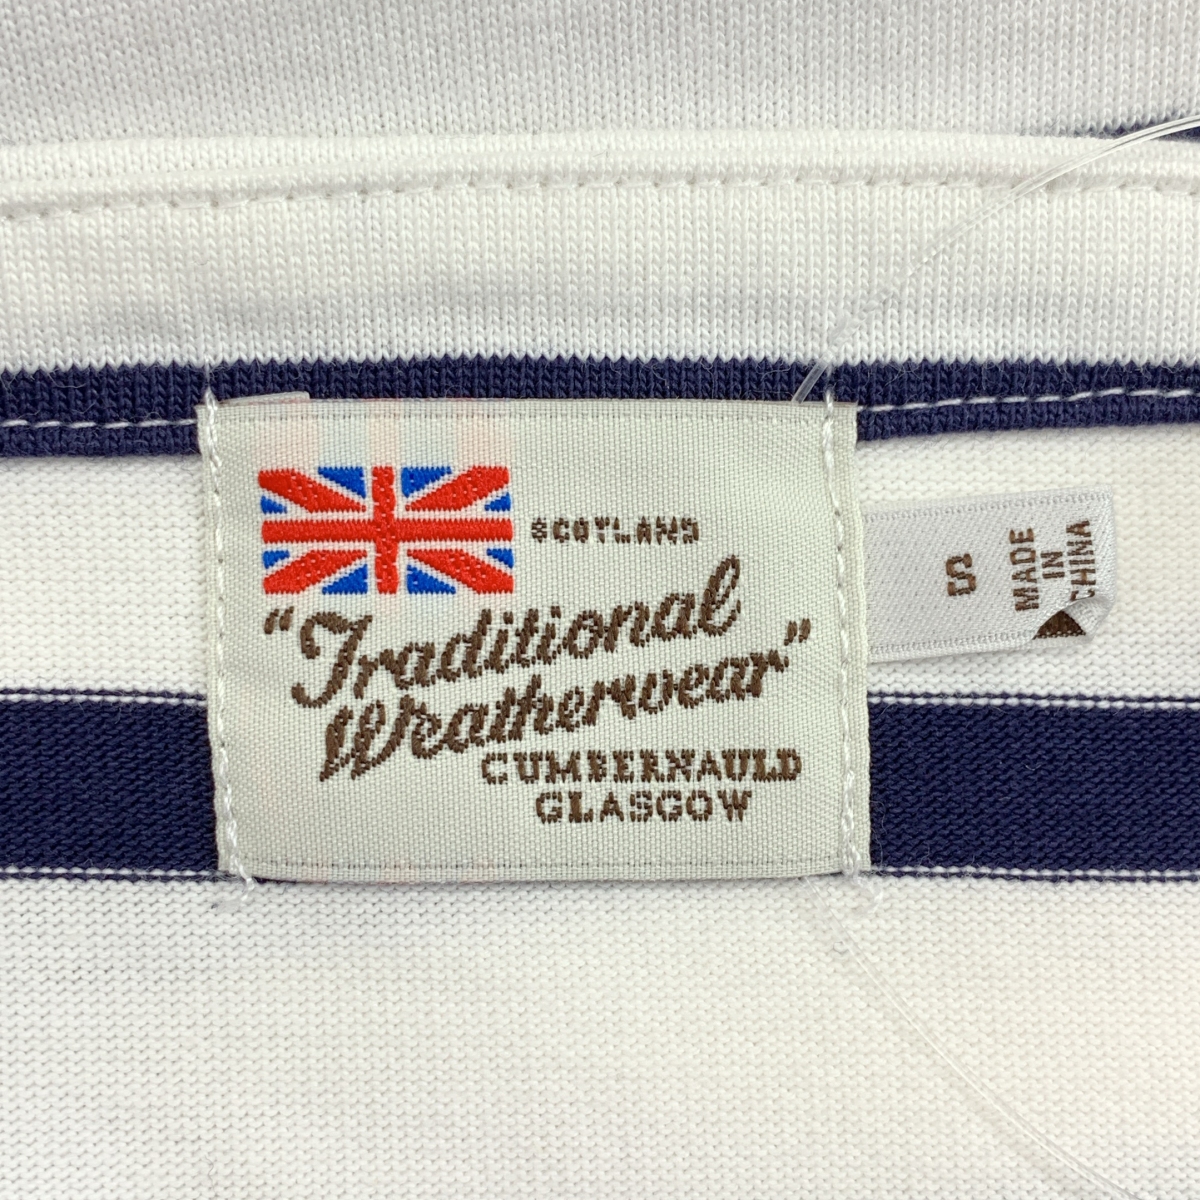 SCOTLAND
"Traditional
Weatherwear"
CUMBERNAULD
GLASGOW
S
MADE
IN
CHINA